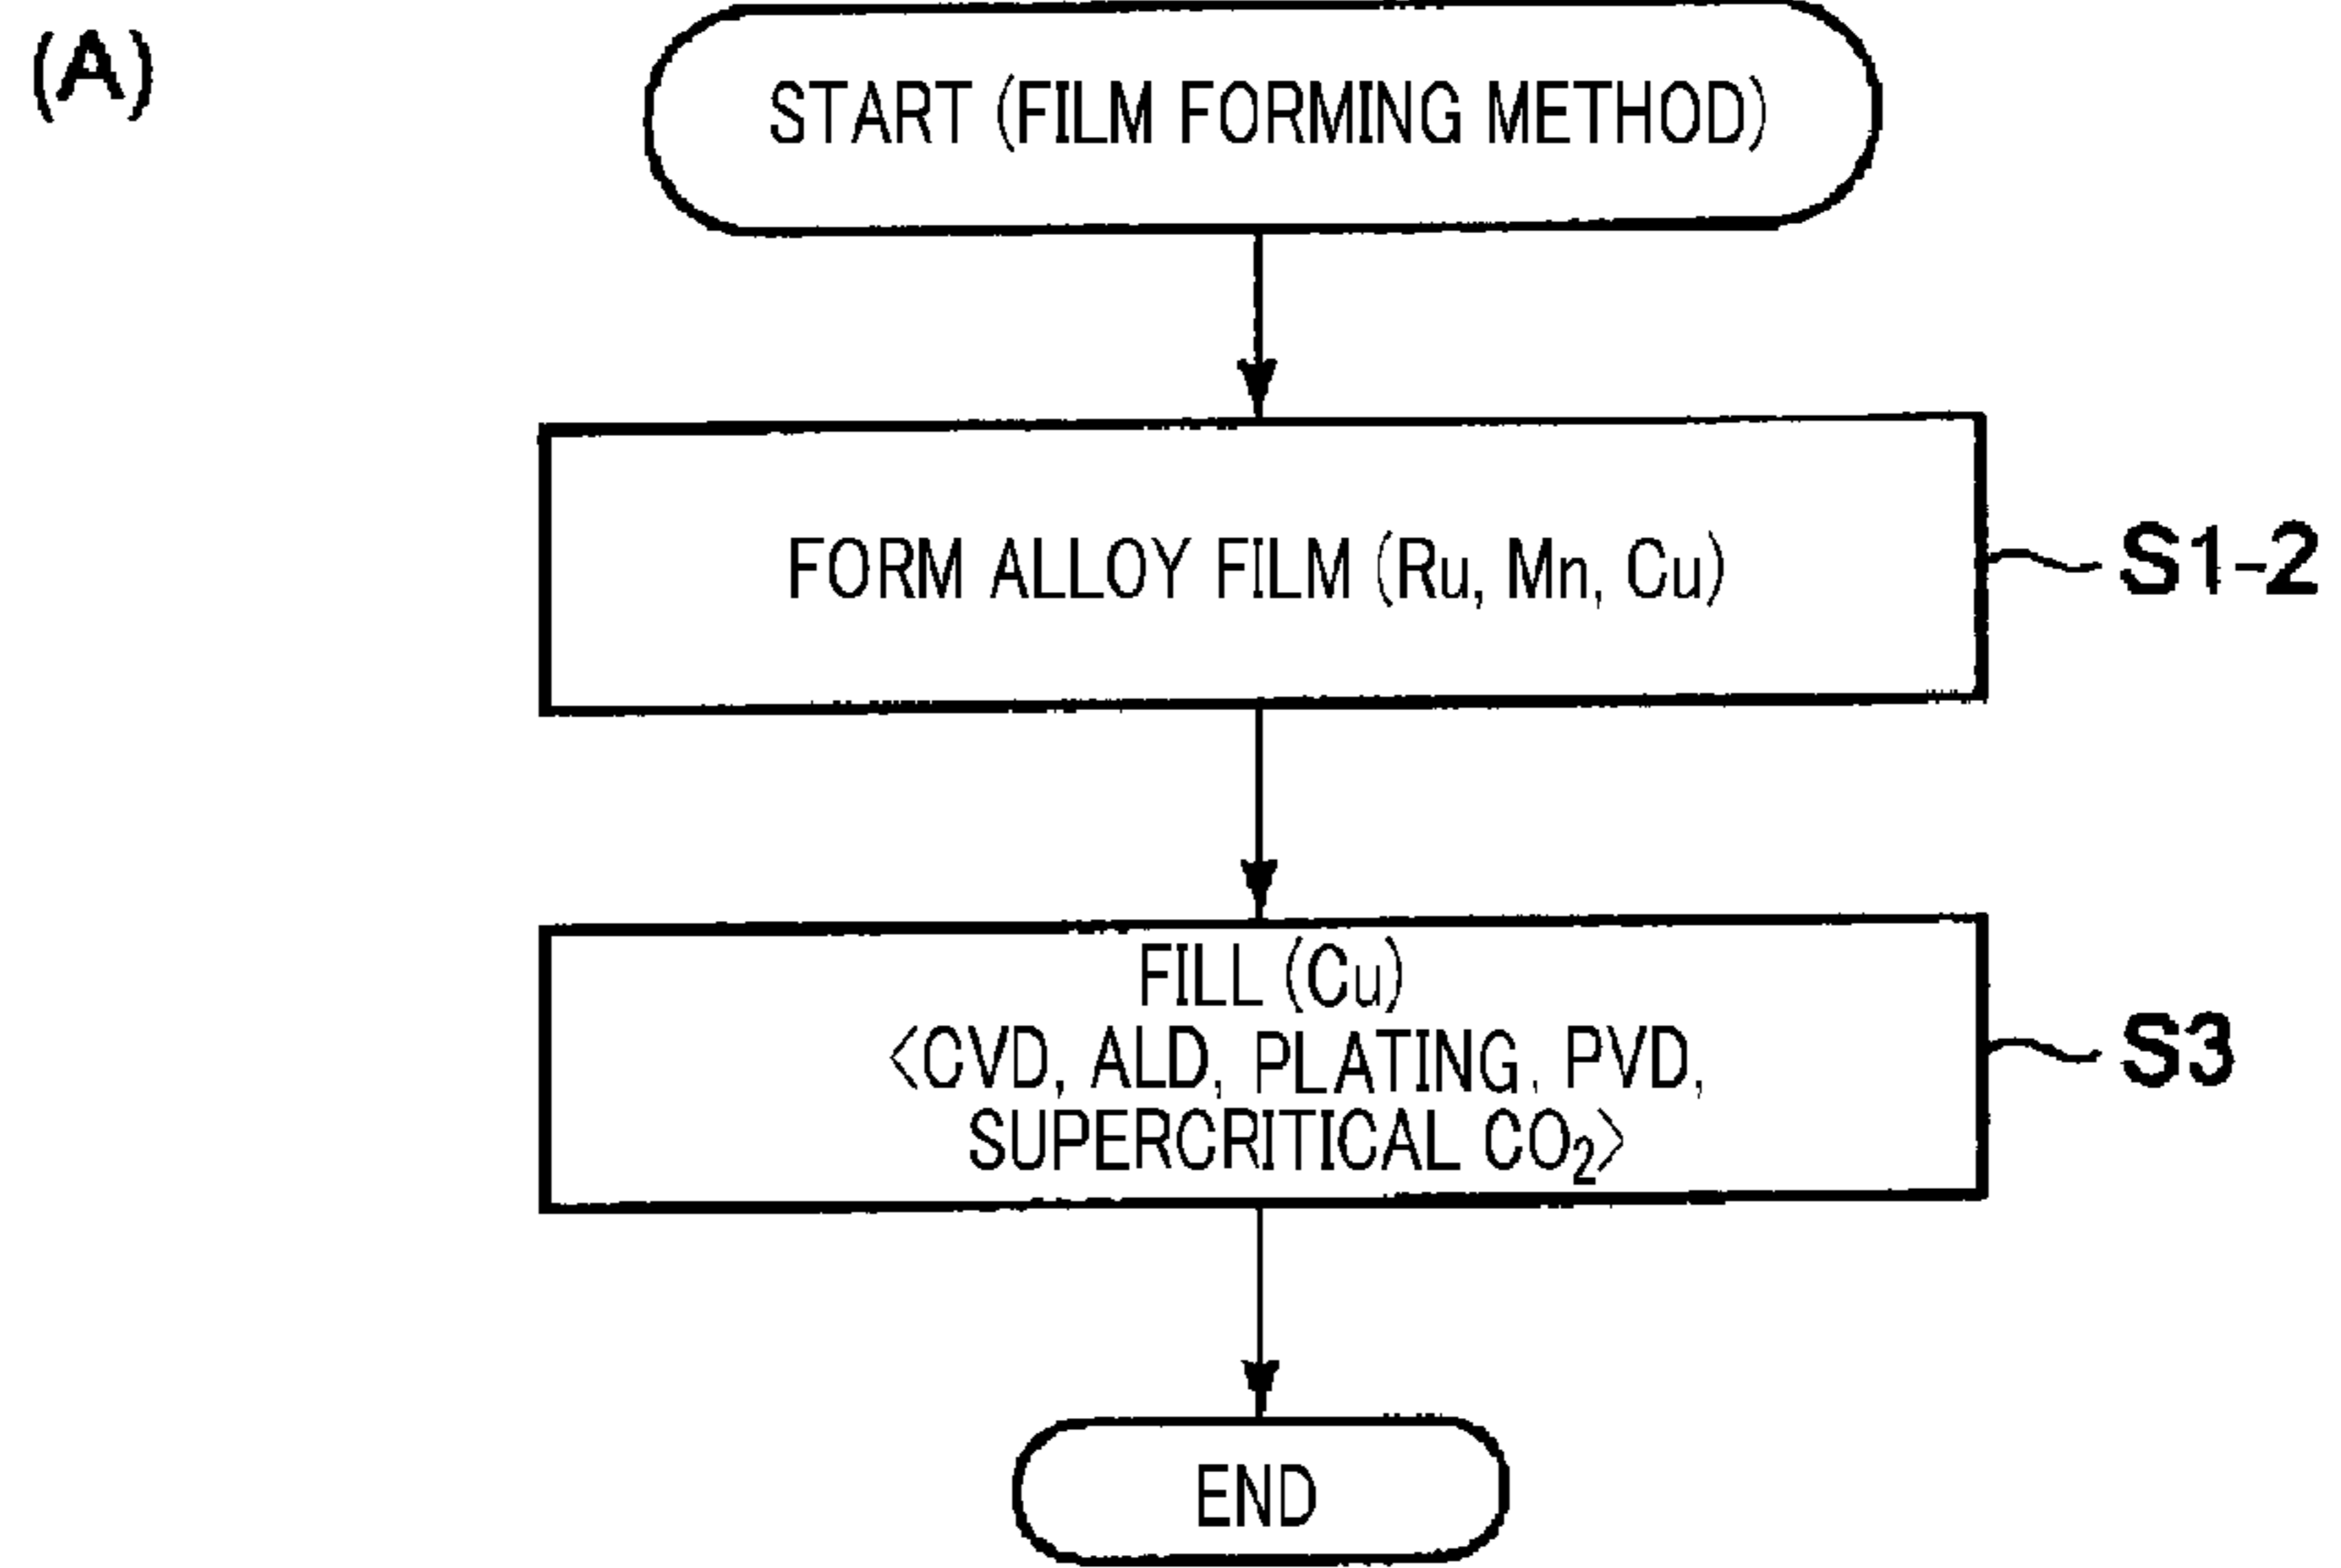 (A)
START (FILM FORMING METHOD)
FORM ALLOY FILM (Ru, Mn, Cu)
S1-2
FILL (Cu)
<CVD, ALD, PLATING, PVD,
SUPERCRITICAL CO₂>
S3
END